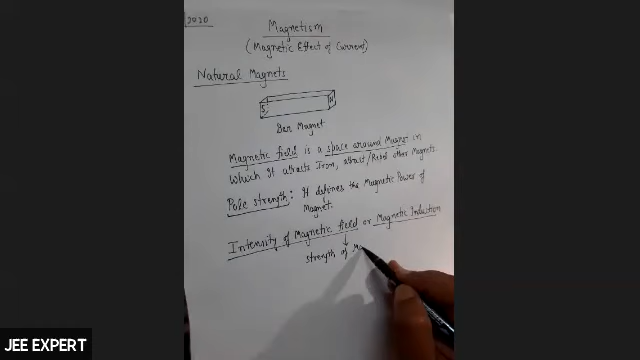 2020
Magnetism
(Magnetic Effect of Current)
Natural Magnets
S N
Bar Magnet
Magnetic field is a space around Magnet in
which It attracts Iron, attract/Repel other Magnets
Pole strength: It defines the Magnetic Power of
Magnet.
Intensity of Magnetic field or Magnetic Induction
strength of
JEE EXPERT